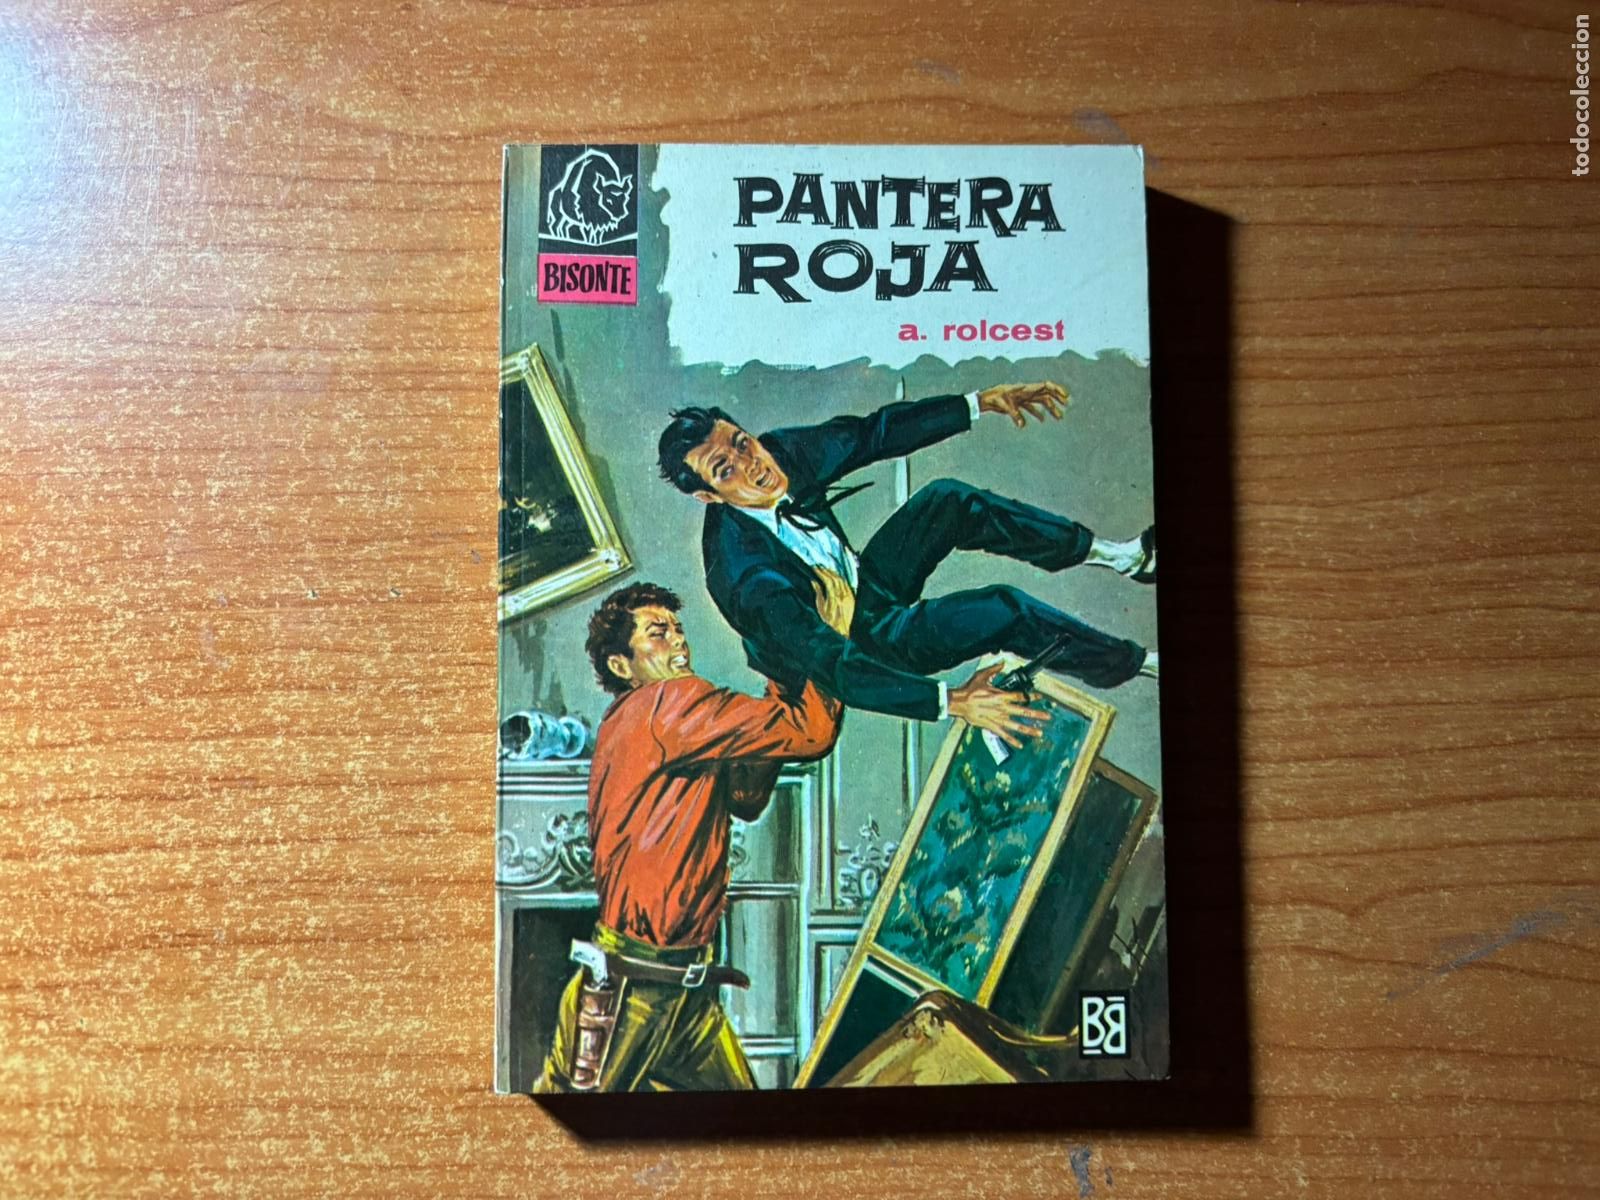 BISONTE
PANTERA
ROJA
a. rolcest
BB
todocoleccion